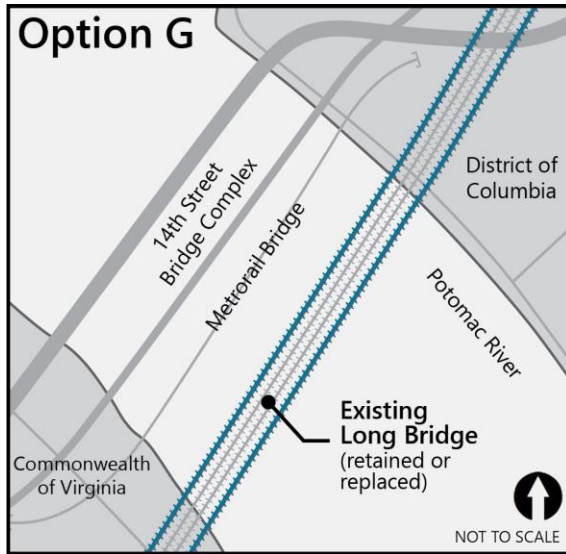 Option G
14th Street
Bridge Complex
Metrorail Bridge
District of
Columbia
Potomac River
Existing
Long Bridge
(retained or
replaced)
Commonwealth
of Virginia
NOT TO SCALE